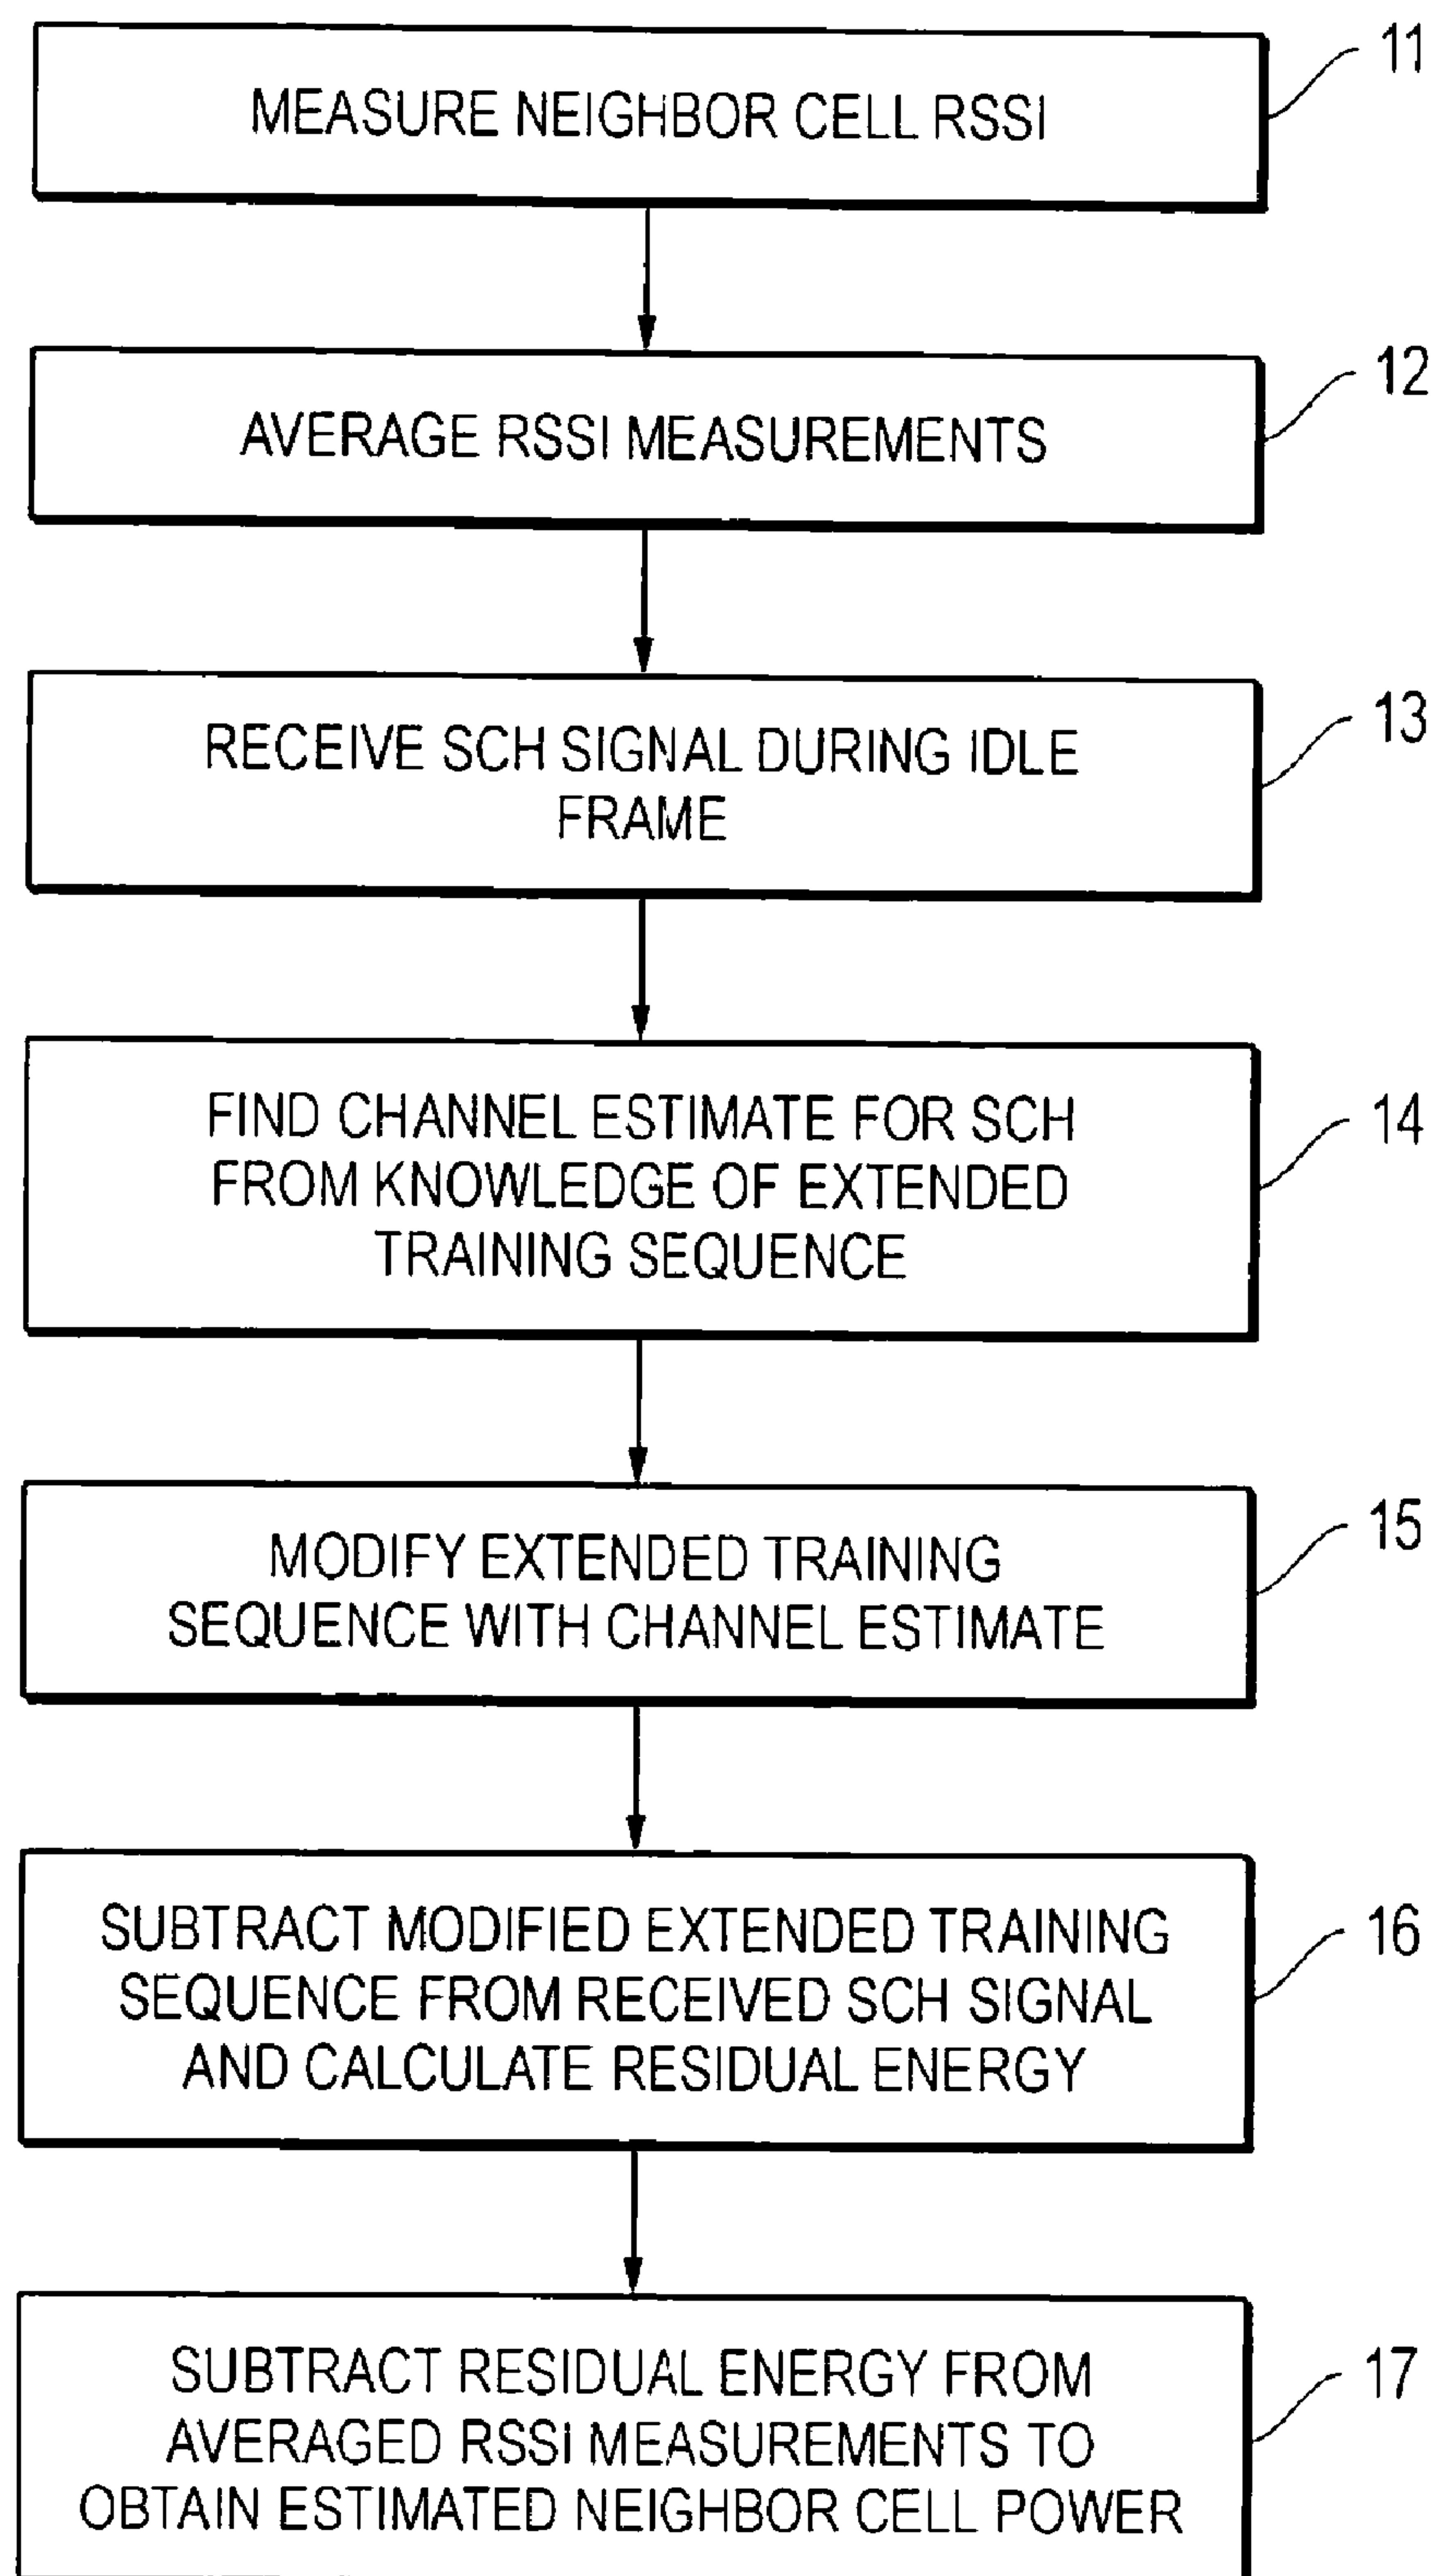 MEASURE NEIGHBOR CELL RSSI
11
AVERAGE RSSI MEASUREMENTS
12
RECEIVE SCH SIGNAL DURING IDLE
FRAME
13
FIND CHANNEL ESTIMATE FOR SCH
FROM KNOWLEDGE OF EXTENDED
TRAINING SEQUENCE
14
MODIFY EXTENDED TRAINING
SEQUENCE WITH CHANNEL ESTIMATE
15
SUBTRACT MODIFIED EXTENDED TRAINING
SEQUENCE FROM RECEIVED SCH SIGNAL
AND CALCULATE RESIDUAL ENERGY
16
SUBTRACT RESIDUAL ENERGY FROM
AVERAGED RSSI MEASUREMENTS TO
OBTAIN ESTIMATED NEIGHBOR CELL POWER
17